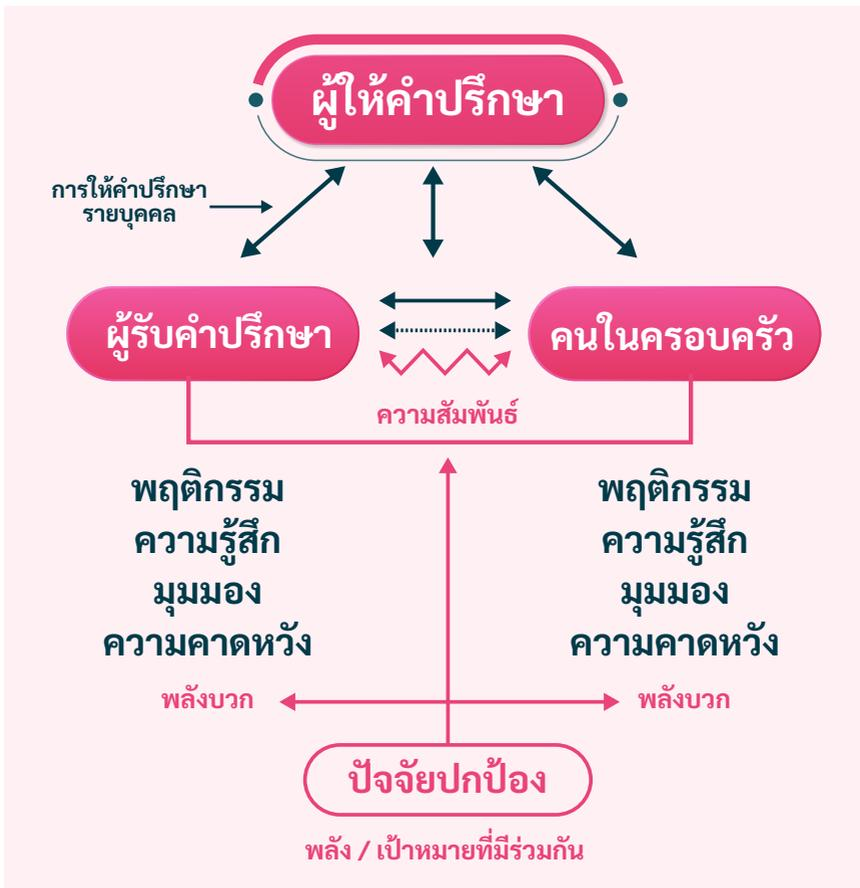 ผู้ให้คำปรึกษา
การให้คำปรึกษา
รายบุคคล
ผู้รับคำปรึกษา
คนในครอบครัว
ความสัมพันธ์
พฤติกรรม
ความรู้สึก
มุมมอง
ความคาดหวัง
พลังบวก
พฤติกรรม
ความรู้สึก
มุมมอง
ความคาดหวัง
พลังบวก
ปัจจัยปกป้อง
พลัง / เป้าหมายที่มีร่วมกัน